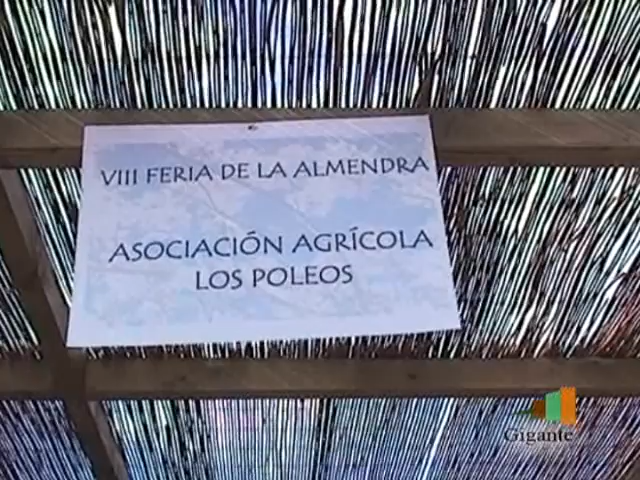 VIII FERIA DE LA ALMENDRA
ASOCIACIÓN AGRÍCOLA
LOS POLEOS
Gigante